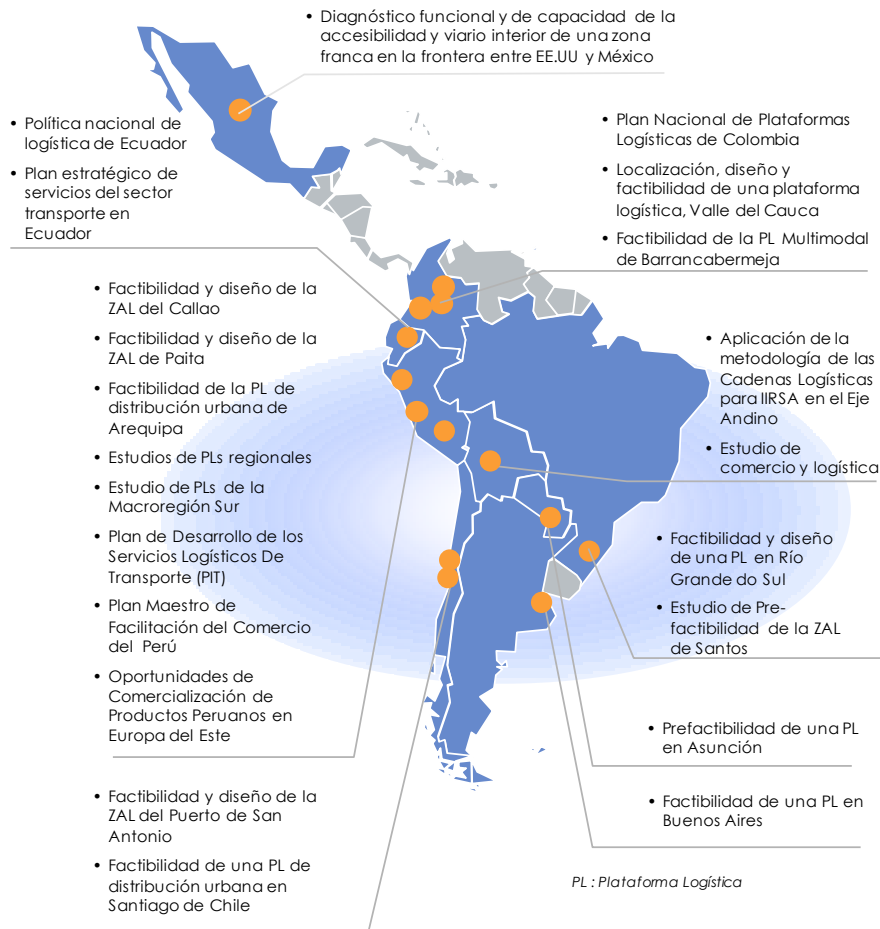 • Diagnóstico funcional y de capacidad de la
accesibilidad y viario interior de una zona
franca en la frontera entre EE.UU y México
• Política nacional de
logística de Ecuador
• Plan estratégico de
servicios del sector
transporte en
Ecuador
• Plan Nacional de Plataformas
Logísticas de Colombia
• Localización, diseño y
factibilidad de una plataforma
logística, Valle del Cauca
• Factibilidad de la PL Multimodal
de Barrancabermeja
• Factibilidad y diseño de la
ZAL del Callao
• Factibilidad y diseño de la
ZAL de Paita
• Factibilidad de la PL de
distribución urbana de
Arequipa
• Estudios de PLs regionales
• Estudio de PLs de la
Macroregión Sur
• Plan de Desarrollo de los
Servicios Logísticos De
Transporte (PIT)
• Plan Maestro de
Facilitación del Comercio
del Perú
• Oportunidades de
Comercialización de
Productos Peruanos en
Europa del Este
• Aplicación de la
metodología de las
Cadenas Logísticas
para IIRSA en el Eje
Andino
• Estudio de
comercio y logística
• Factibilidad y diseño
de una PL en Río
Grande do Sul
• Estudio de Pre-
factibilidad de la ZAL
de Santos
• Prefactibilidad de una PL
en Asunción
• Factibilidad de una PL en
Buenos Aires
• Factibilidad y diseño de la
ZAL del Puerto de San
Antonio
• Factibilidad de una PL de
distribución urbana en
Santiago de Chile
PL : Plataforma Logística